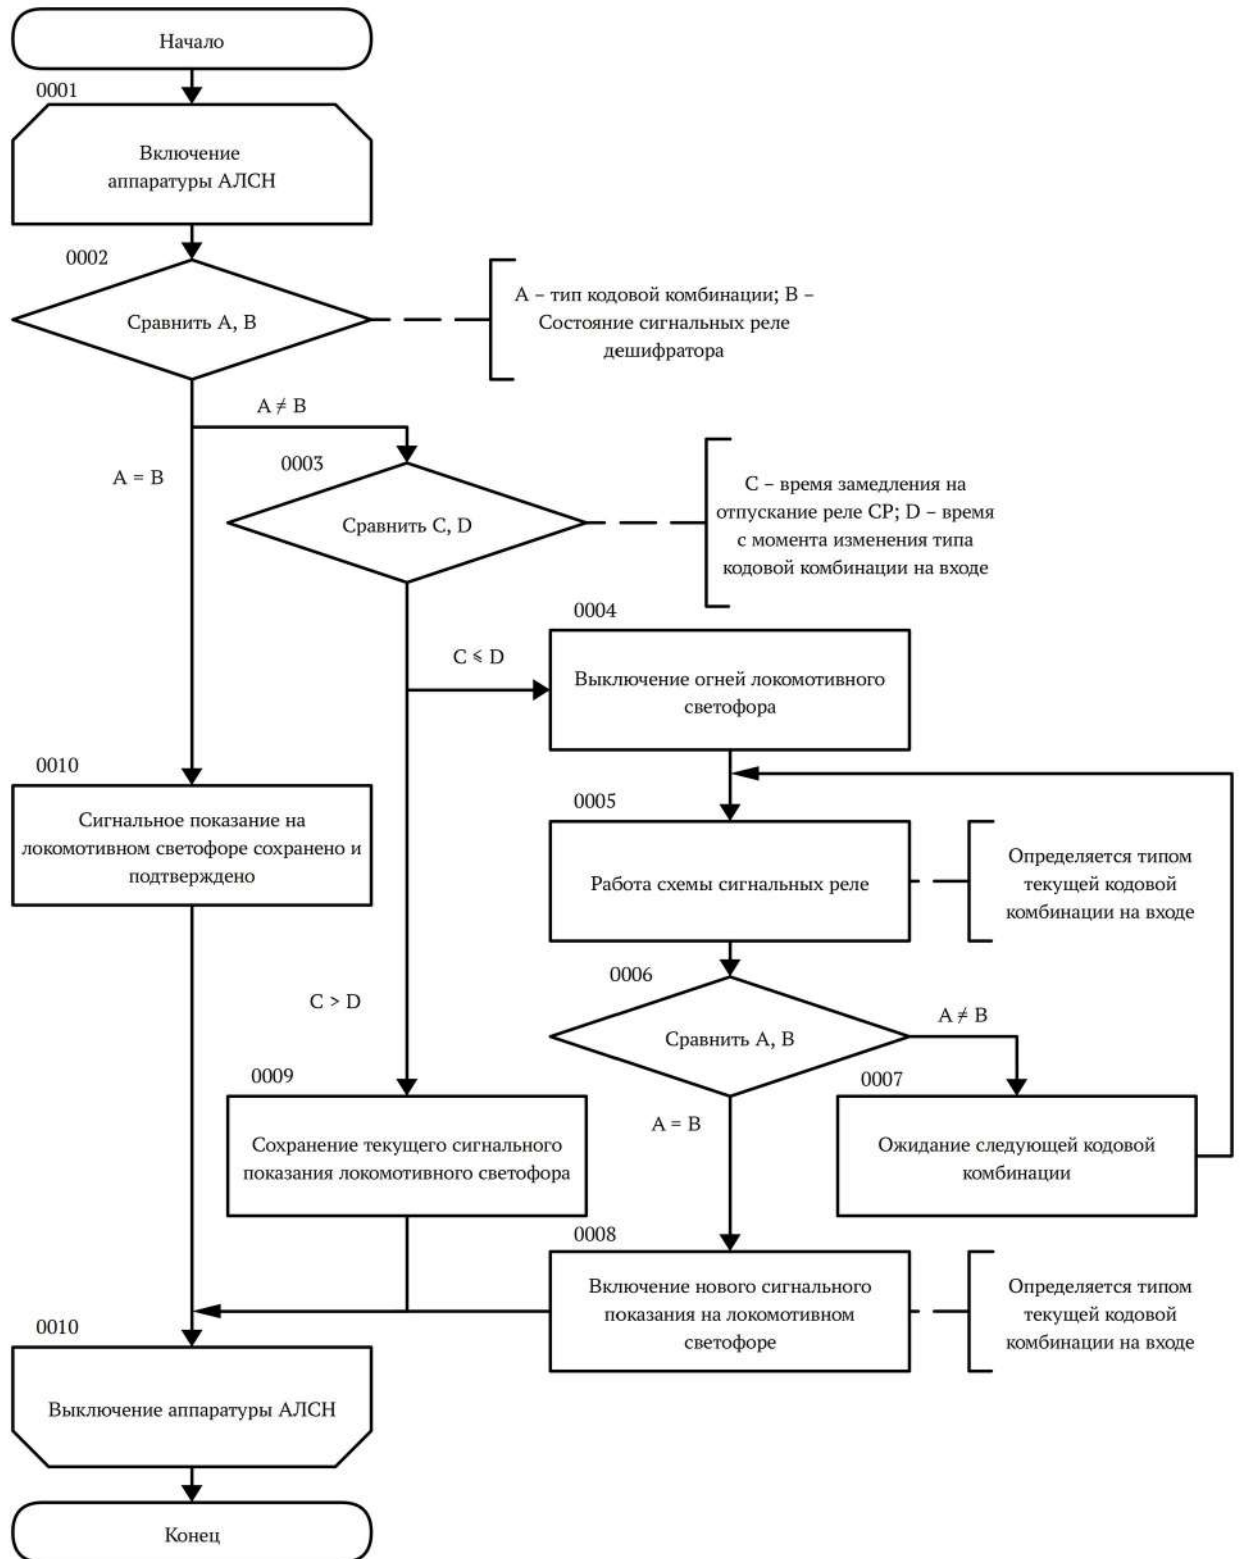 Начало
0001
Включение
аппаратуры АЛСН
0002
Сравнить A, B
A – тип кодовой комбинации; B –
Состояние сигнальных реле
дешифратора
A ≠ B
A = B
0003
Сравнить C, D
C – время замедления на
отпускание реле СР; D – время
с момента изменения типа
кодовой комбинации на входе
0004
C ⩽ D
Выключение огней локомотивного
светофора
0010
Сигнальное показание на
локомотивном светофоре сохранено и
подтверждено
0005
Работа схемы сигнальных реле
Определяется типом
текущей кодовой
комбинации на входе
0006
C > D
Сравнить A, B
A ≠ B
0009
0007
Сохранение текущего сигнального
показания локомотивного светофора
A = B
Ожидание следующей кодовой
комбинации
0008
Включение нового сигнального
показания на локомотивном
светофоре
Определяется типом
текущей кодовой
комбинации на входе
0010
Выключение аппаратуры АЛСН
Конец